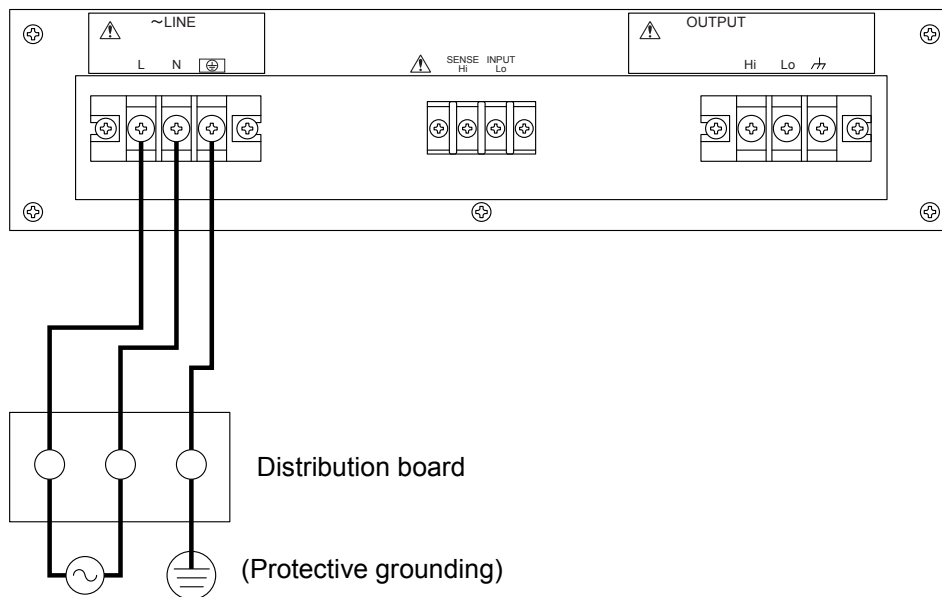 ~LINE
L N
SENSE INPUT
Hi Lo
OUTPUT
Hi Lo
Distribution board
(Protective grounding)